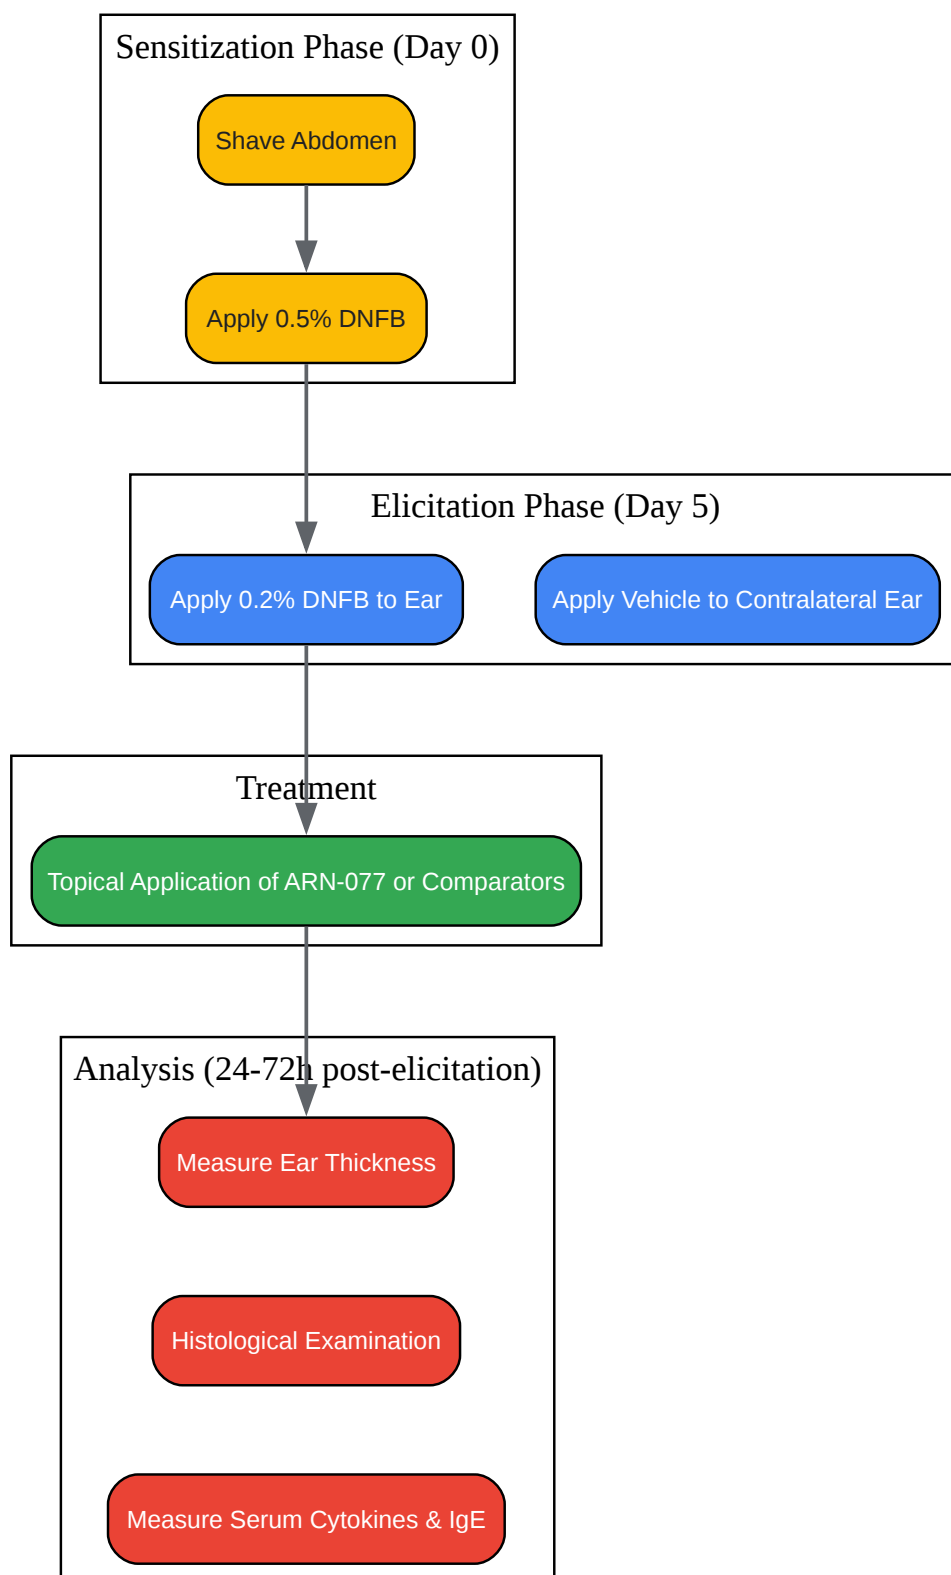 Sensitization Phase (Day 0)
Shave Abdomen
Apply 0.5% DNFB
Elicitation Phase (Day 5)
Apply 0.2% DNFB to Ear
Apply Vehicle to Contralateral Ear
Treatment
Topical Application of ARN-077 or Comparators
Analysis (24-72h post-elicitation)
Measure Ear Thickness
Histological Examination
Measure Serum Cytokines & IgE